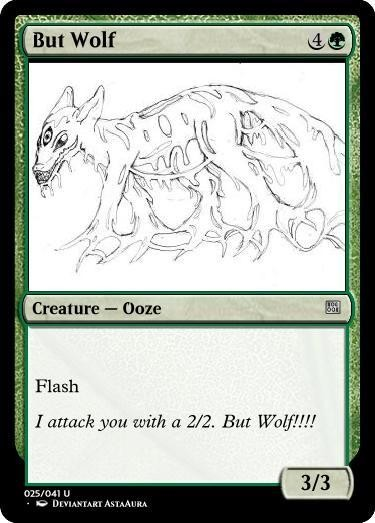 But Wolf 4
Creature — Ooze
Flash
I attack you with a 2/2. But Wolf!!!!
3/3
025/041 U
DEVIANTART ASTAAURA